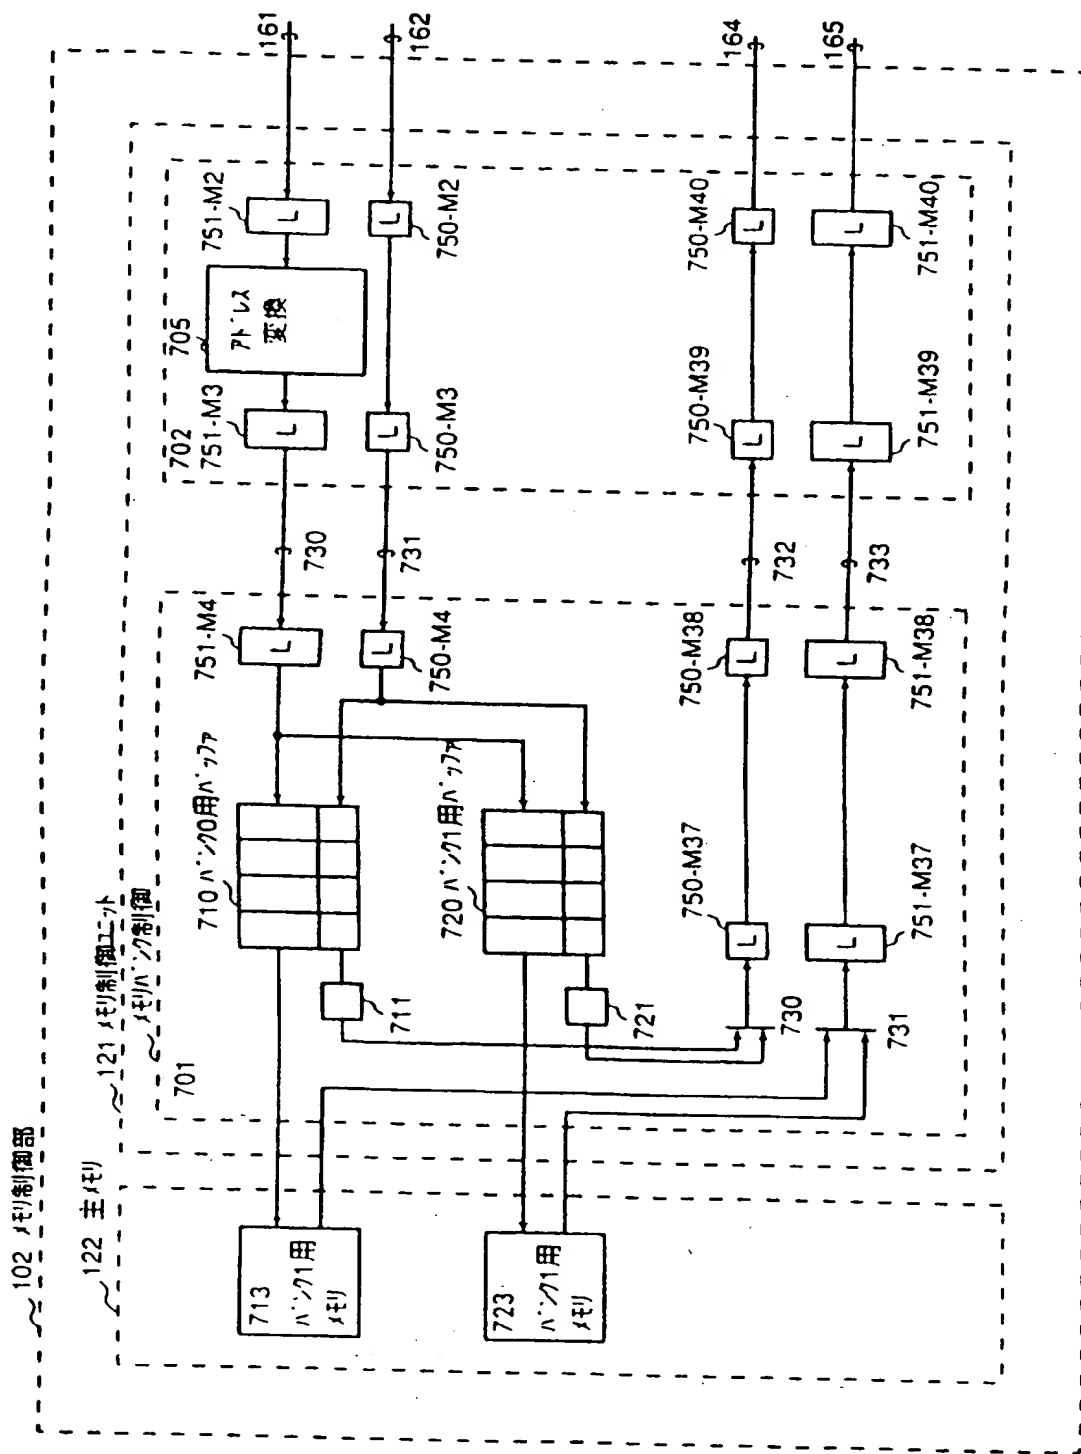 102 メモリ制御部
122 主メモリ
121 メモリ制御ユニット
メモリバンク制御
701
702
161
162
164
165
751-M2
L
705
アドレス
変換
751-M3
L
L
750-M2
L
750-M3
730
731
751-M4
L
L
750-M4
710 バンク0用バッファ
720 バンク1用バッファ
711
721
713
バンク1用
メモリ
723
バンク1用
メモリ
730
731
750-M37
L
L
751-M37
750-M38
L
L
751-M38
732
733
750-M39
L
L
751-M39
750-M40
L
L
751-M40